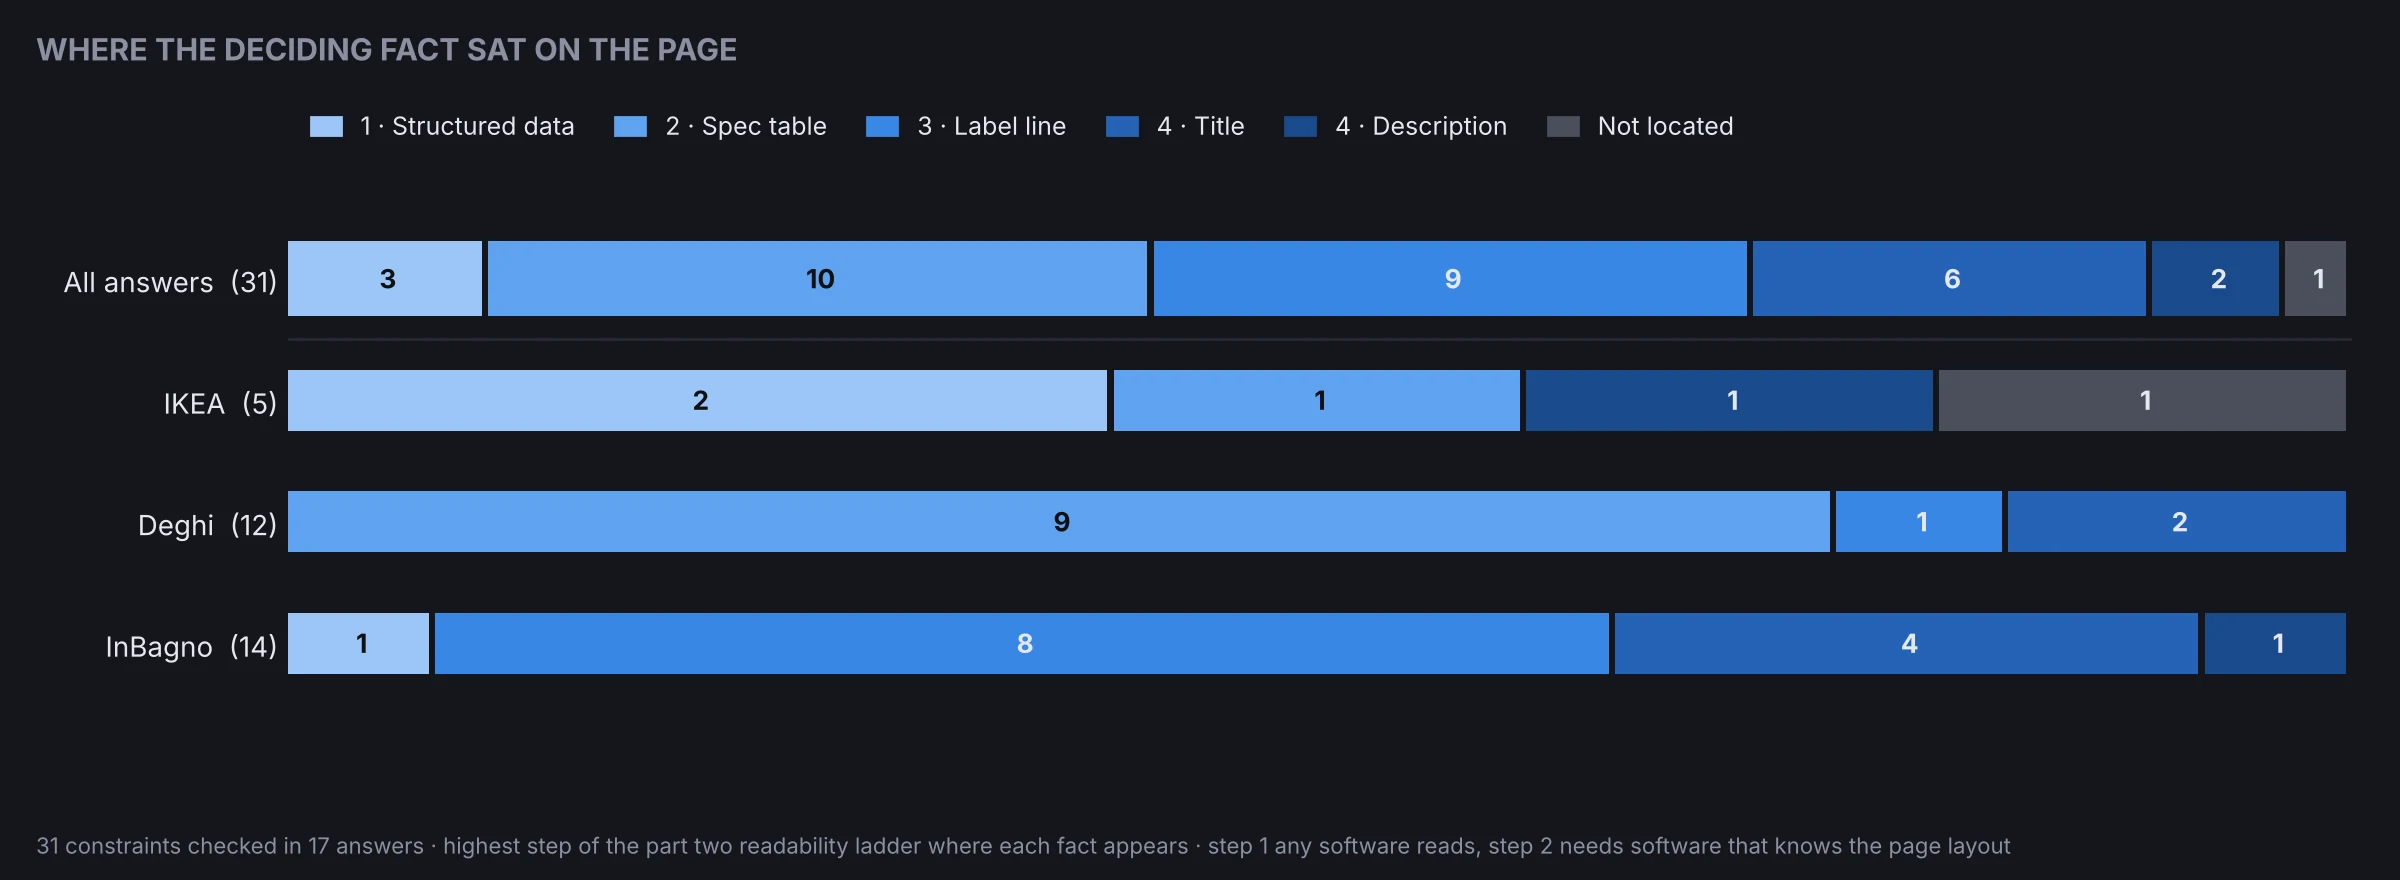 WHERE THE DECIDING FACT SAT ON THE PAGE
1 · Structured data 2 · Spec table 3 · Label line 4 · Title 4 · Description Not located
All answers (31) 3 10 9 6 2 1
IKEA (5) 2 1 1 1
Deghi (12) 9 1 2
InBagno (14) 1 8 4 1
31 constraints checked in 17 answers · highest step of the part two readability ladder where each fact appears · step 1 any software reads, step 2 needs software that knows the page layout